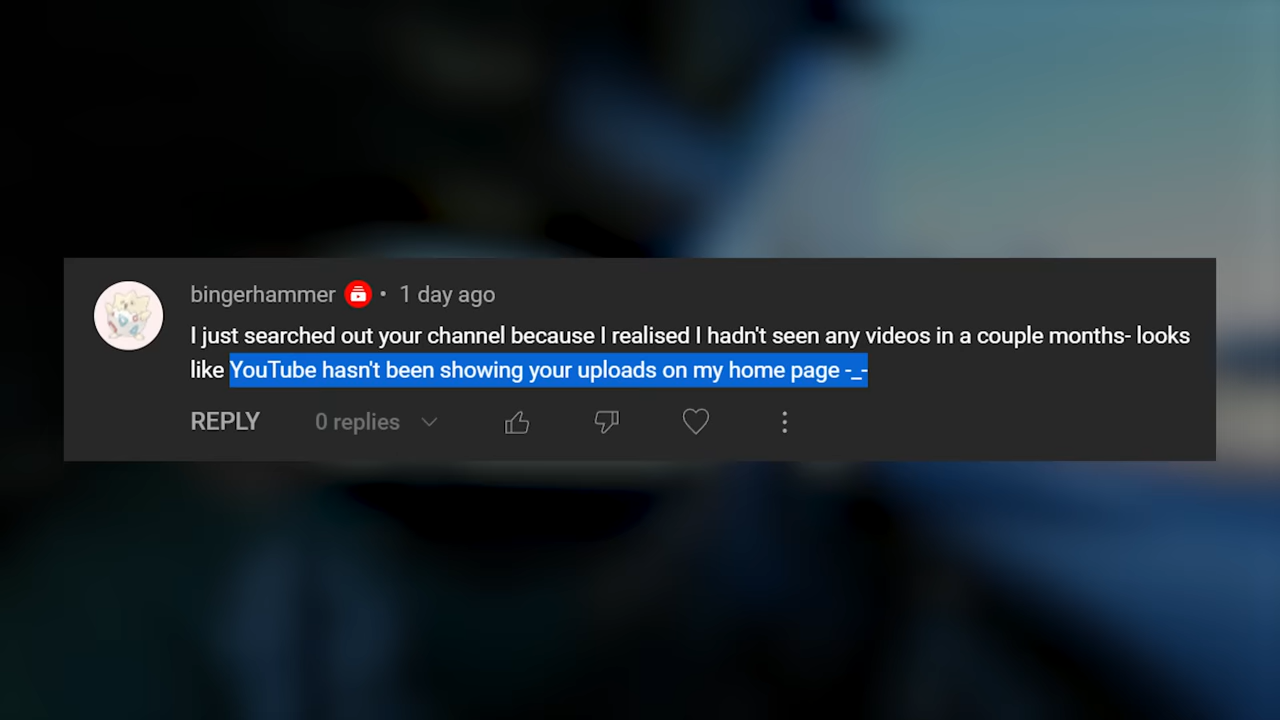 bingerhammer • 1 day ago
I just searched out your channel because I realised I hadn't seen any videos in a couple months- looks
like YouTube hasn't been showing your uploads on my home page -_-
REPLY 0 replies